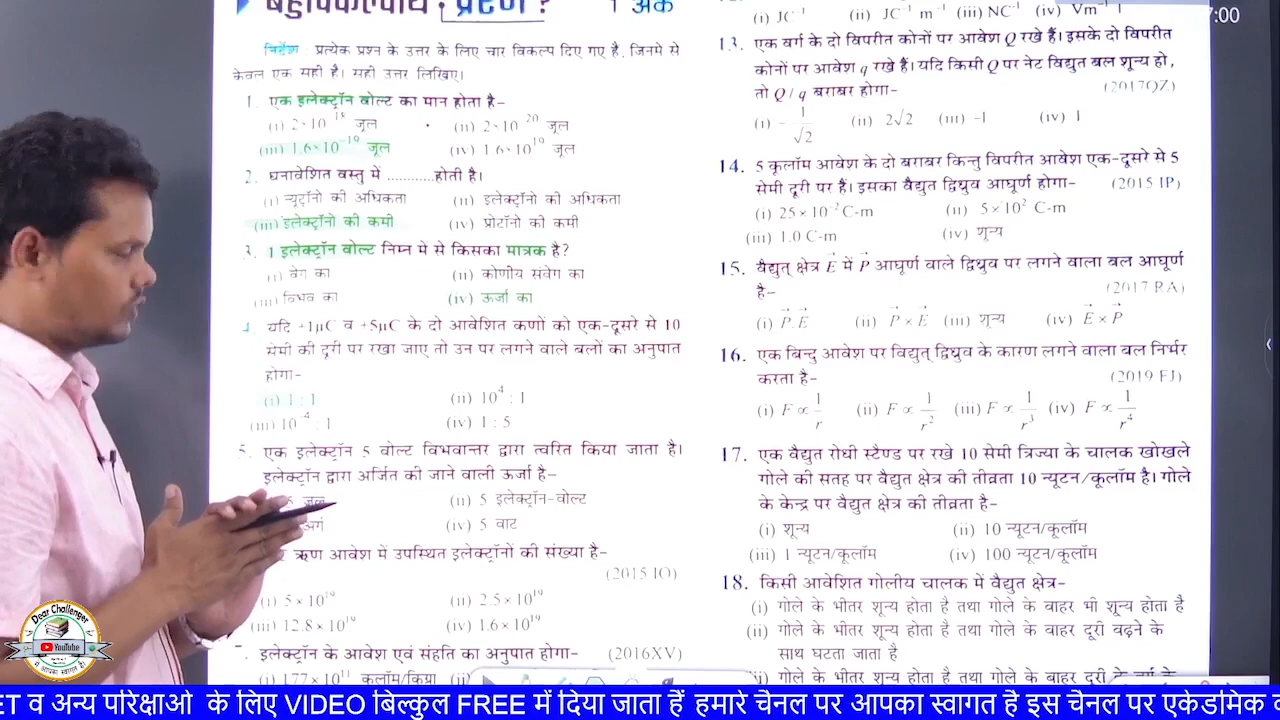 बहुविकल्पीय : प्रश्न ? 1 अंक
निर्देश प्रत्येक प्रश्न के उत्तर के लिए चार विकल्प दिए गए है, जिनमे से
केवल एक सही है। सही उत्तर लिखिए।
1. एक इलेक्ट्रॉन वोल्ट का मान होता है-
(i) 2×10⁻¹⁸ जूल (ii) 2×10⁻²⁰ जूल
(iii) 1.6×10⁻¹⁹ जूल (iv) 1.6×10¹⁹ जूल
2. धनावेशित वस्तु में ............होती है।
(i) न्यूट्रॉनो की अधिकता (ii) इलेक्ट्रॉनो की अधिकता
(iii) इलेक्ट्रॉनो की कमी (iv) प्रोटॉनो की कमी
3. 1 इलेक्ट्रॉन वोल्ट निम्न में से किसका मात्रक है?
(i) वेग का (ii) कोणीय संवेग का
(iii) विभव का (iv) ऊर्जा का
4. यदि +1μC व +5μC के दो आवेशित कणों को एक-दूसरे से 10
सेमी की दूरी पर रखा जाए तो उन पर लगने वाले बलों का अनुपात
होगा-
(i) 1 : 1 (ii) 10⁴ : 1
(iii) 10⁻⁴ : 1 (iv) 1 : 5
5. एक इलेक्ट्रॉन 5 वोल्ट विभवान्तर द्वारा त्वरित किया जाता है।
इलेक्ट्रॉन द्वारा अर्जित की जाने वाली ऊर्जा है-
5 जूल (ii) 5 इलेक्ट्रॉन-वोल्ट
अर्ग (iv) 5 वाट
ऋण आवेश में उपस्थित इलेक्ट्रॉनों की संख्या है-
(2015 IO)
(i) 5×10¹⁹ (ii) 2.5×10¹⁹
(iii) 12.8×10¹⁹ (iv) 1.6×10¹⁹
इलेक्ट्रॉन के आवेश एवं संहति का अनुपात होगा- (2016XV)
(i) 1.77×10¹¹ कूलॉम/किग्रा (ii)
(i) JC⁻¹ (ii) JC⁻¹ m⁻¹ (iii) NC⁻¹ (iv) Vm⁻¹
7:00
13. एक वर्ग के दो विपरीत कोनों पर आवेश Q रखे हैं। इसके दो विपरीत
कोनों पर आवेश q रखे हैं। यदि किसी Q पर नेट विद्युत बल शून्य हो,
तो Q / q बराबर होगा- (2017QZ)
(i) -1/√2 (ii) 2√2 (iii) -1 (iv) 1
14. 5 कूलॉम आवेश के दो बराबर किन्तु विपरीत आवेश एक-दूसरे से 5
सेमी दूरी पर हैं। इसका वैद्युत द्विध्रुव आघूर्ण होगा- (2015 IP)
(i) 25×10⁻² C-m (ii) 5×10² C-m
(iii) 1.0 C-m (iv) शून्य
15. वैद्युत् क्षेत्र E⃗ में P⃗ आघूर्ण वाले द्विध्रुव पर लगने वाला बल आघूर्ण
है- (2017 RA)
(i) P⃗.E⃗ (ii) P⃗ × E⃗ (iii) शून्य (iv) E⃗ × P⃗
16. एक बिन्दु आवेश पर विद्युत् द्विध्रुव के कारण लगने वाला बल निर्भर
करता है- (2019 FJ)
(i) F ∝ 1/r (ii) F ∝ 1/r² (iii) F ∝ 1/r³ (iv) F ∝ 1/r⁴
17. एक वैद्युत रोधी स्टैण्ड पर रखे 10 सेमी त्रिज्या के चालक खोखले
गोले की सतह पर वैद्युत क्षेत्र की तीव्रता 10 न्यूटन/कूलॉम है। गोले
के केन्द्र पर वैद्युत क्षेत्र की तीव्रता है-
(i) शून्य (ii) 10 न्यूटन/कूलॉम
(iii) 1 न्यूटन/कूलॉम (iv) 100 न्यूटन/कूलॉम
18. किसी आवेशित गोलीय चालक में वैद्युत क्षेत्र-
(i) गोले के भीतर शून्य होता है तथा गोले के बाहर भी शून्य होता है
(ii) गोले के भीतर शून्य होता है तथा गोले के बाहर दूरी बढ़ने के
साथ घटता जाता है
गोले के भीतर शून्य होता है तथा गोले के बाहर दूरी के वर्ग के
Dear Challenger
YouTube
में आपका स्वागत है।
ET व अन्य परिक्षाओ के लिए VIDEO बिल्कुल FREE में दिया जाता हैं हमारे चैनल पर आपका स्वागत है इस चैनल पर एकेडमिक